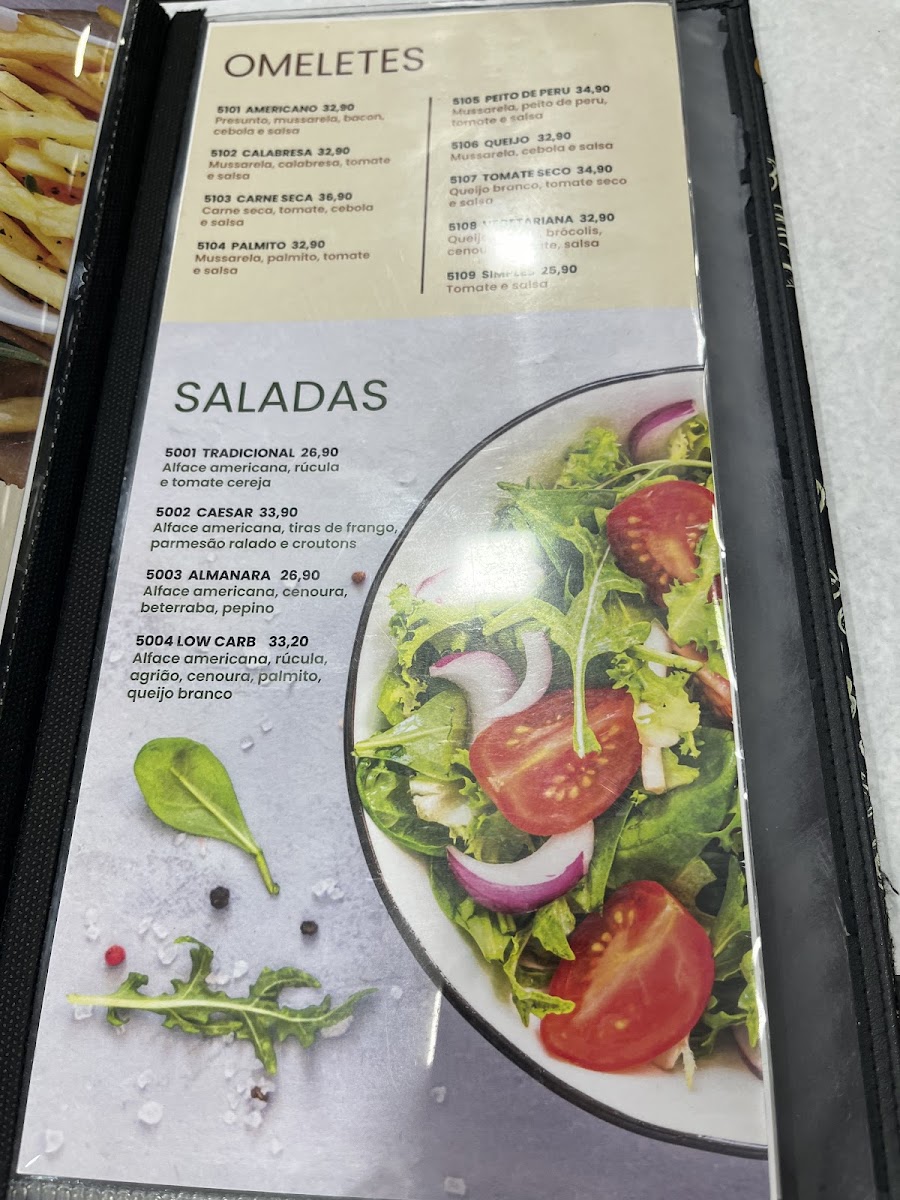 OMELETES
5101 AMERICANO 32,90
Presunto, mussarela, bacon,
cebola e salsa
5102 CALABRESA 32,90
Mussarela, calabresa, tomate
e salsa
5103 CARNE SECA 36,90
Carne seca, tomate, cebola
e salsa
5104 PALMITO 32,90
Mussarela, palmito, tomate
e salsa
5105 PEITO DE PERU 34,90
Mussarela, peito de peru,
tomate e salsa
5106 QUEIJO 32,90
Mussarela, cebola e salsa
5107 TOMATE SECO 34,90
Queijo branco, tomate seco
e salsa
5108 VEGETARIANA 32,90
brócolis,
salsa
5109 SIMPLES 25,90
Tomate e salsa
SALADAS
5001 TRADICIONAL 26,90
Alface americana, rúcula
e tomate cereja
5002 CAESAR 33,90
Alface americana, tiras de frango,
parmesão ralado e croutons
5003 ALMANARA 26,90
Alface americana, cenoura,
beterraba, pepino
5004 LOW CARB 33,20
Alface americana, rúcula,
agrião, cenoura, palmito,
queijo branco